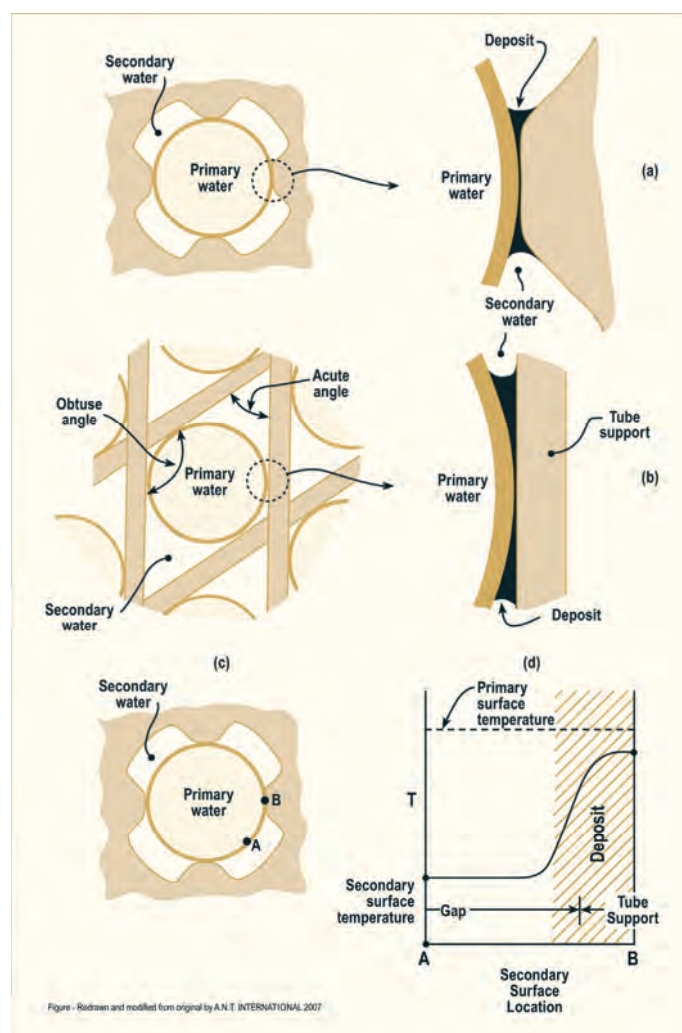 Deposit
Secondary
water
Primary
water
Primary
water
(a)
Secondary
water
Acute
angle
Obtuse
angle
Primary
water
Tube
support
Primary
water
(b)
Secondary
water
Deposit
(c)
(d)
Secondary
water
Primary
surface
temperature
Primary
water
B
A
T
Deposit
Secondary
surface
temperature
Gap
Tube
Support
A
B
Secondary
Surface
Location
Figure - Redrawn and modified from original by A.N.T. INTERNATIONAL 2007